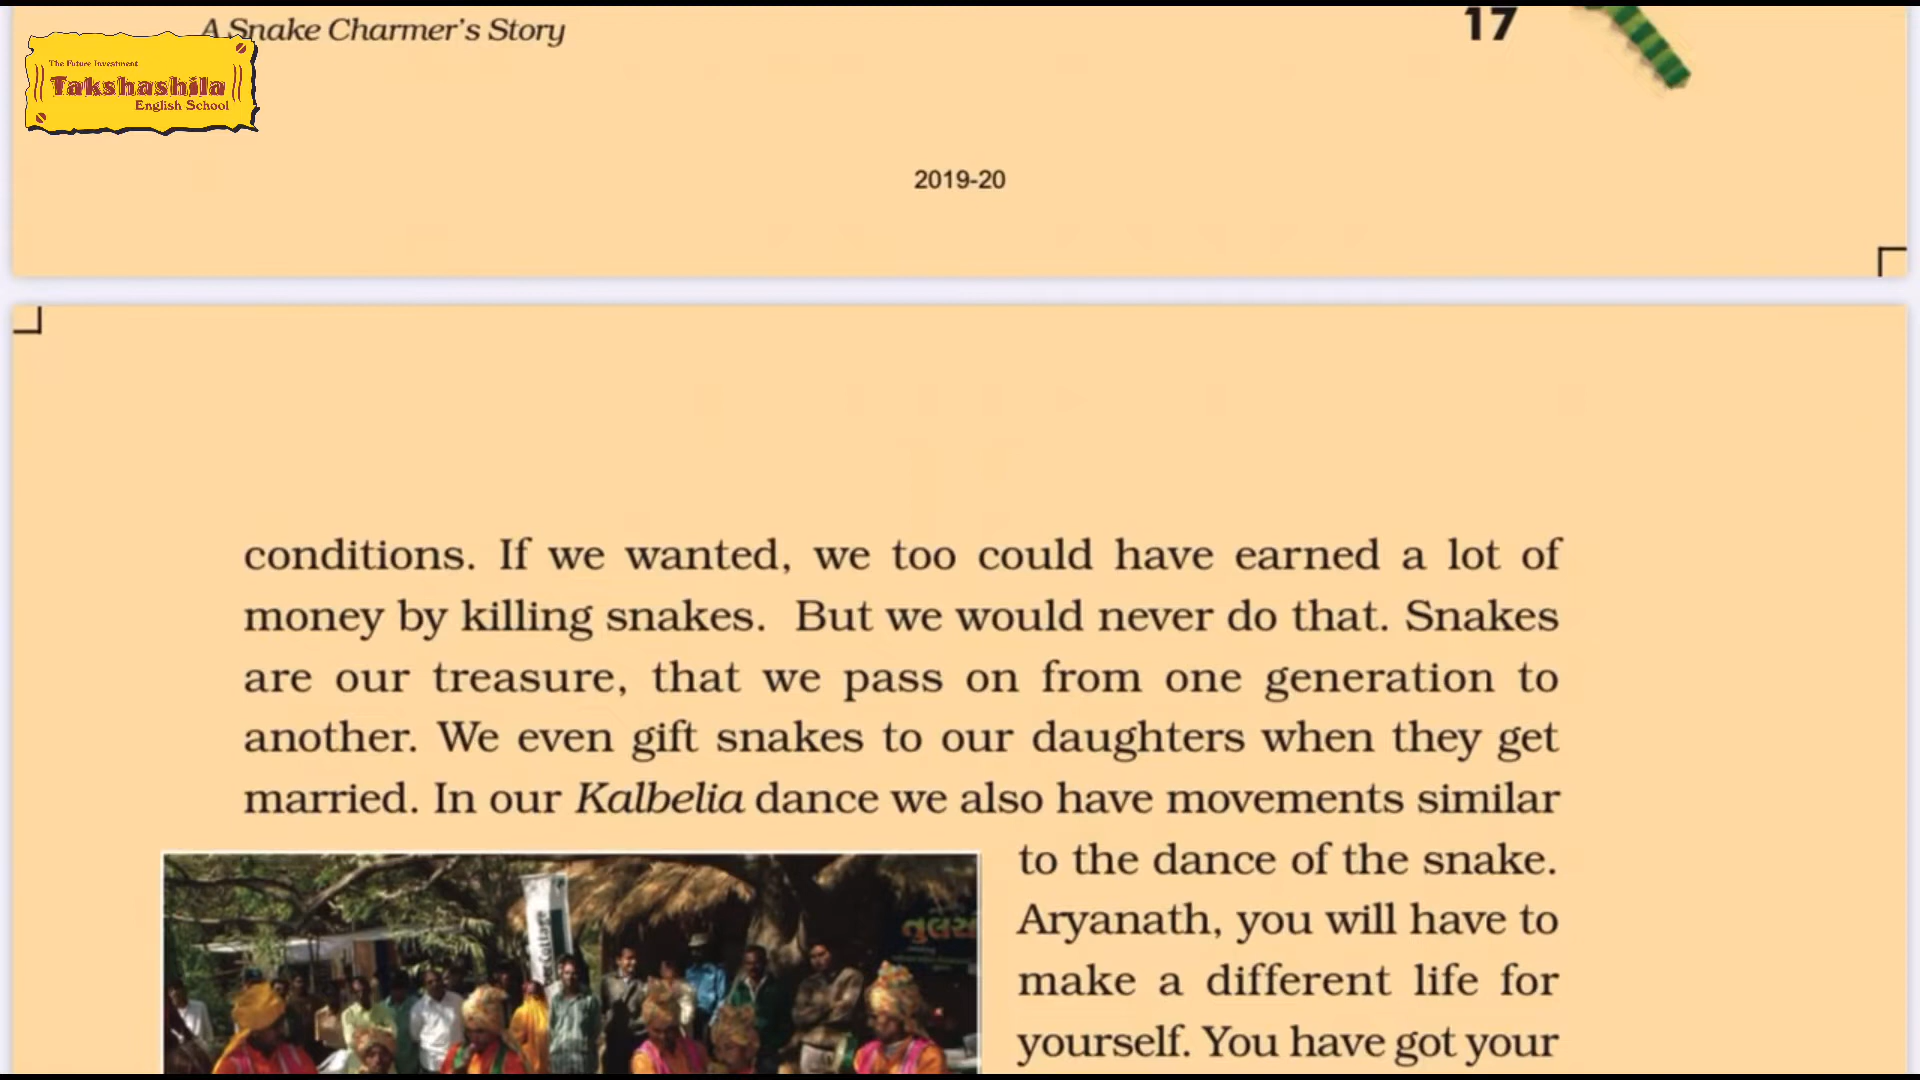 A Snake Charmer's Story
17
The Future Investment
Takshashila
English School
2019-20
conditions. If we wanted, we too could have earned a lot of
money by killing snakes. But we would never do that. Snakes
are our treasure, that we pass on from one generation to
another. We even gift snakes to our daughters when they get
married. In our Kalbelia dance we also have movements similar
to the dance of the snake.
Aryanath, you will have to
make a different life for
yourself. You have got your